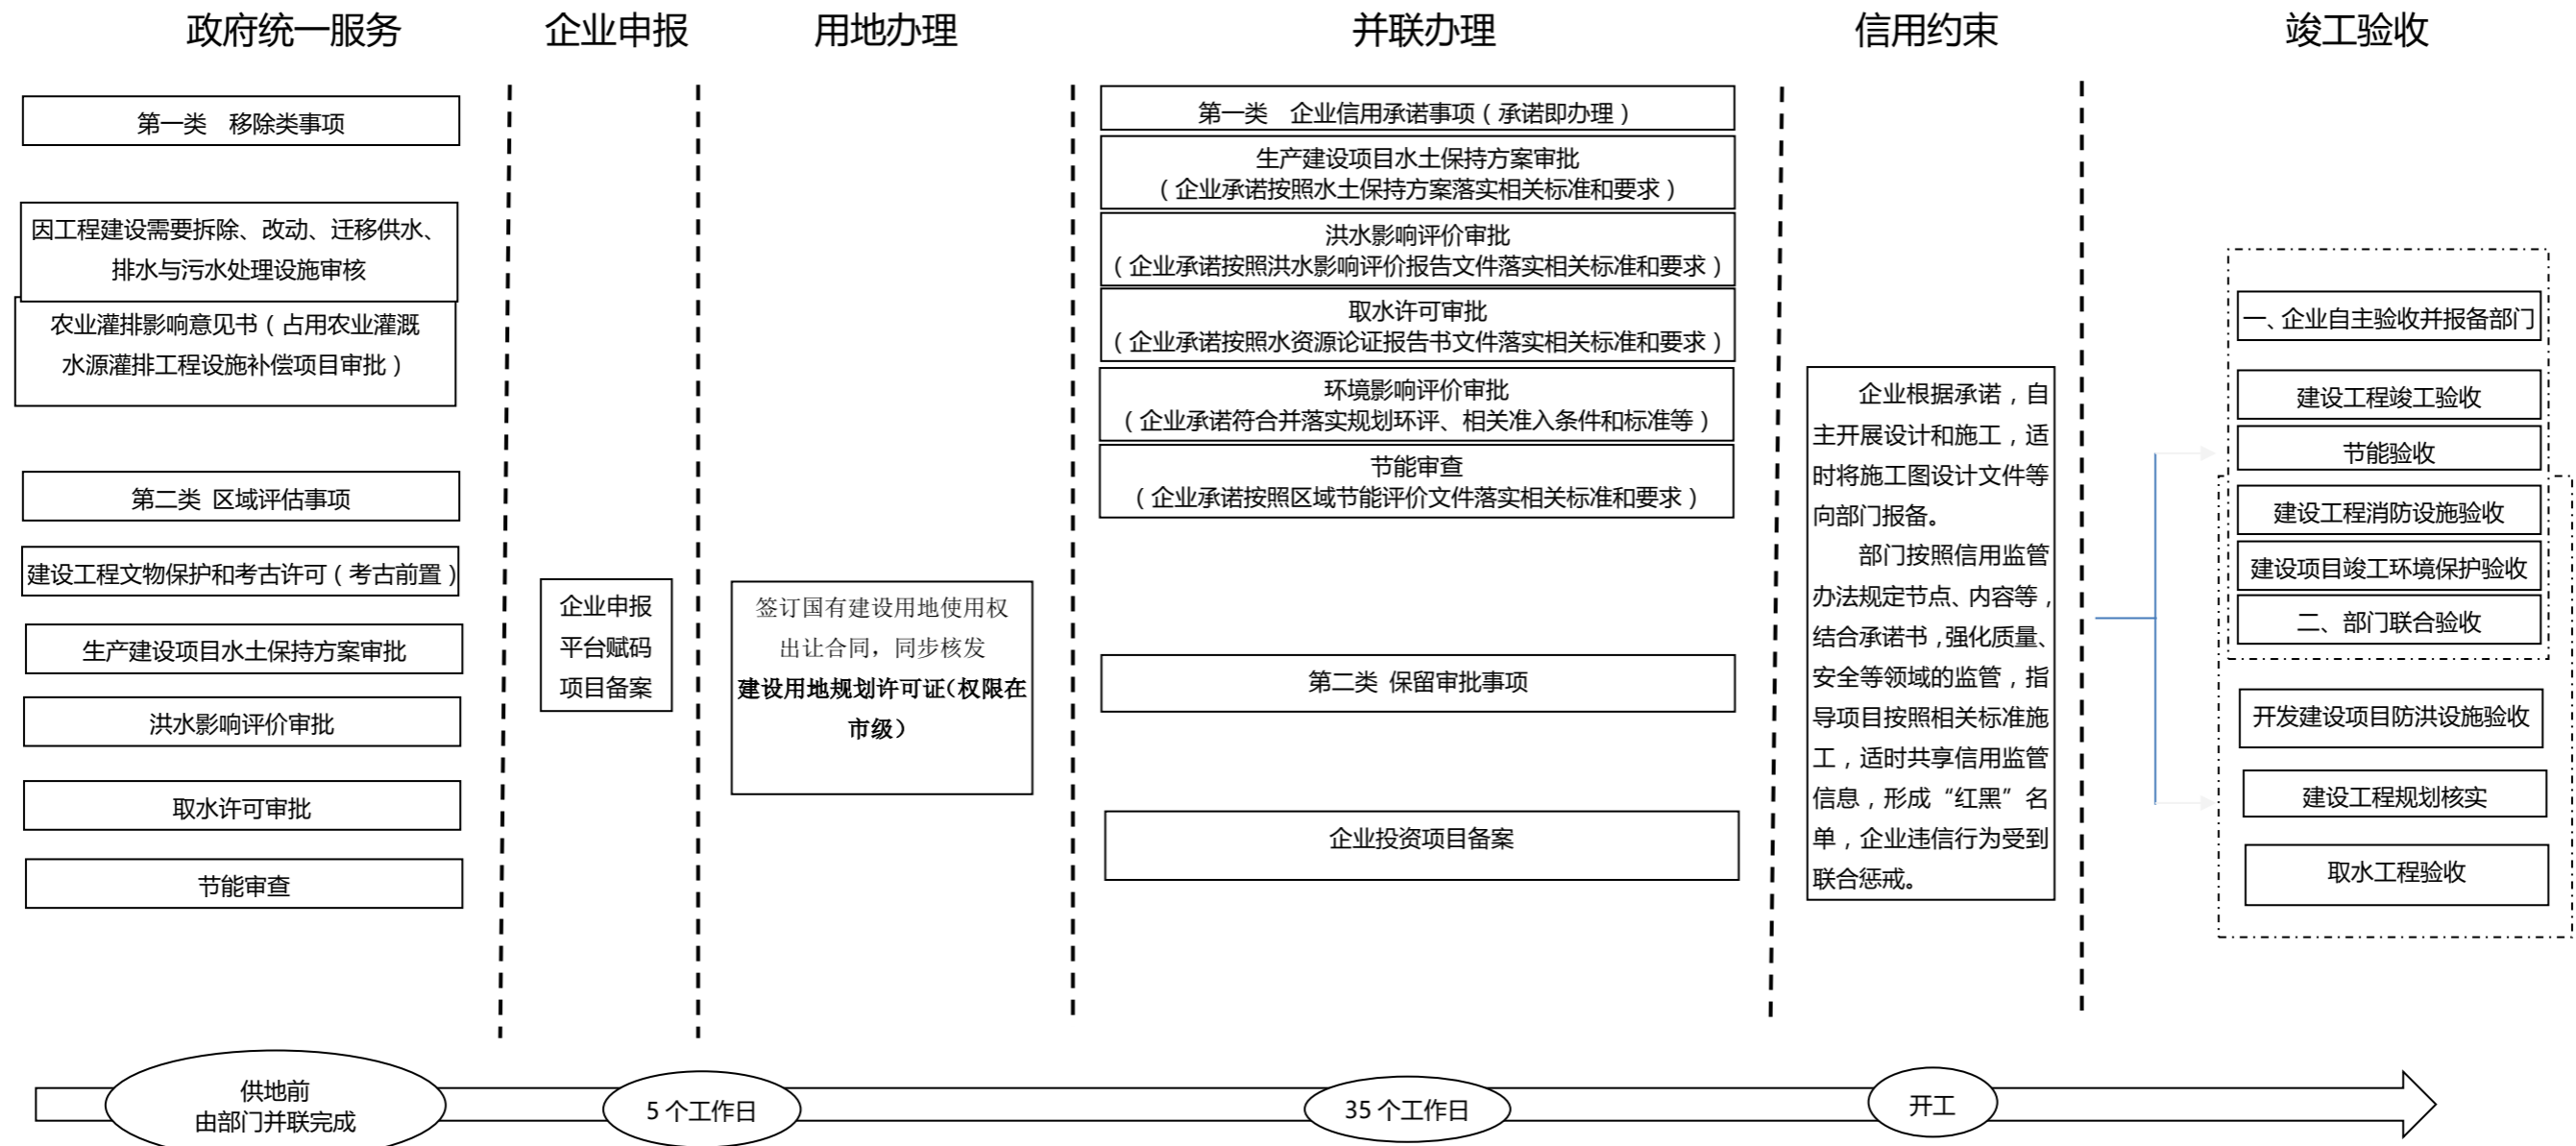 政府统一服务
企业申报
用地办理
并联办理
信用约束
竣工验收
第一类 移除类事项
因工程建设需要拆除、改动、迁移供水、
排水与污水处理设施审核
农业灌排影响意见书（占用农业灌溉
水源灌排工程设施补偿项目审批）
第二类 区域评估事项
建设工程文物保护和考古许可（考古前置）
生产建设项目水土保持方案审批
洪水影响评价审批
取水许可审批
节能审查
企业申报
平台赋码
项目备案
签订国有建设用地使用权
出让合同，同步核发
建设用地规划许可证（权限在
市级）
第一类 企业信用承诺事项（承诺即办理）
生产建设项目水土保持方案审批
（企业承诺按照水土保持方案落实相关标准和要求）
洪水影响评价审批
（企业承诺按照洪水影响评价报告文件落实相关标准和要求）
取水许可审批
（企业承诺按照水资源论证报告书文件落实相关标准和要求）
环境影响评价审批
（企业承诺符合并落实规划环评、相关准入条件和标准等）
节能审查
（企业承诺按照区域节能评价文件落实相关标准和要求）
第二类 保留审批事项
企业投资项目备案
企业根据承诺，自
主开展设计和施工，适
时将施工图设计文件等
向部门报备。
部门按照信用监管
办法规定节点、内容等，
结合承诺书，强化质量、
安全等领域的监管，指
导项目按照相关标准施
工，适时共享信用监管
信息，形成“红黑”名
单，企业违信行为受到
联合惩戒。
一、企业自主验收并报备部门
建设工程竣工验收
节能验收
建设工程消防设施验收
建设项目竣工环境保护验收
二、部门联合验收
开发建设项目防洪设施验收
建设工程规划核实
取水工程验收
供地前
由部门并联完成
5 个工作日
35 个工作日
开工